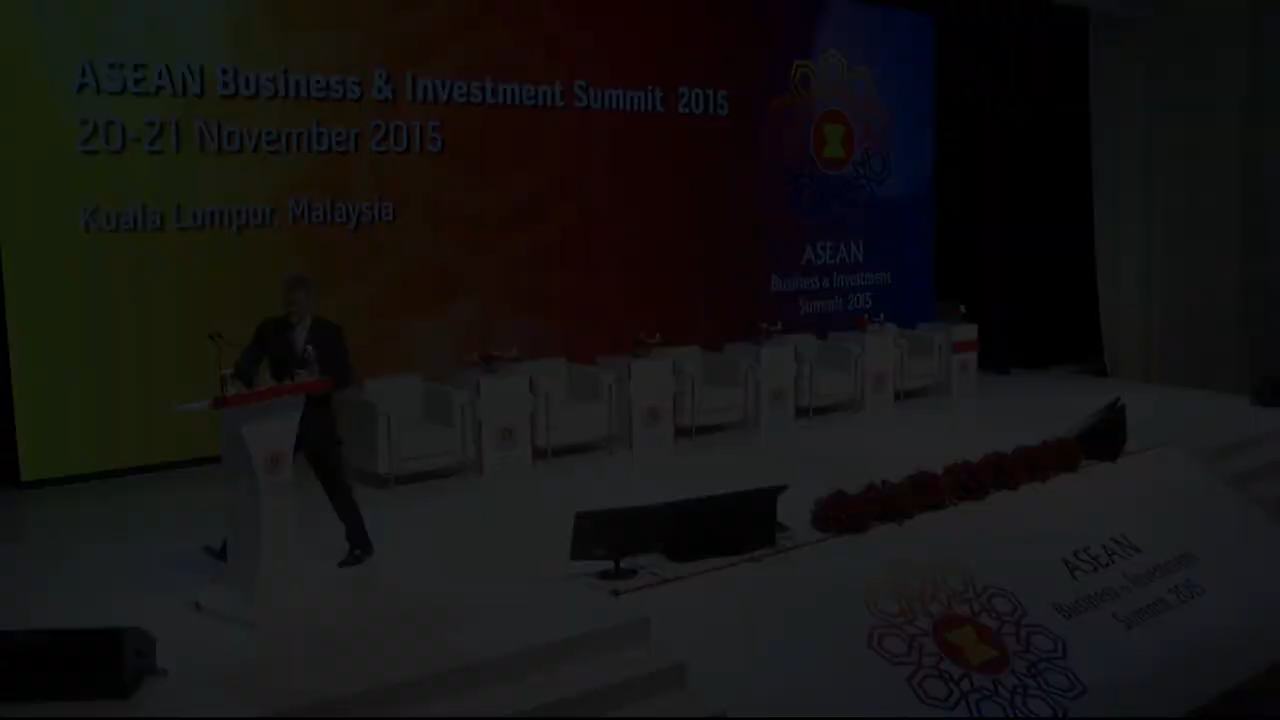 ASEAN Business & Investment Summit 2015
20-21 November 2015
Kuala Lumpur, Malaysia
ASEAN
Business & Investment
Summit 2015
ASEAN
Business & Investment
Summit 2015